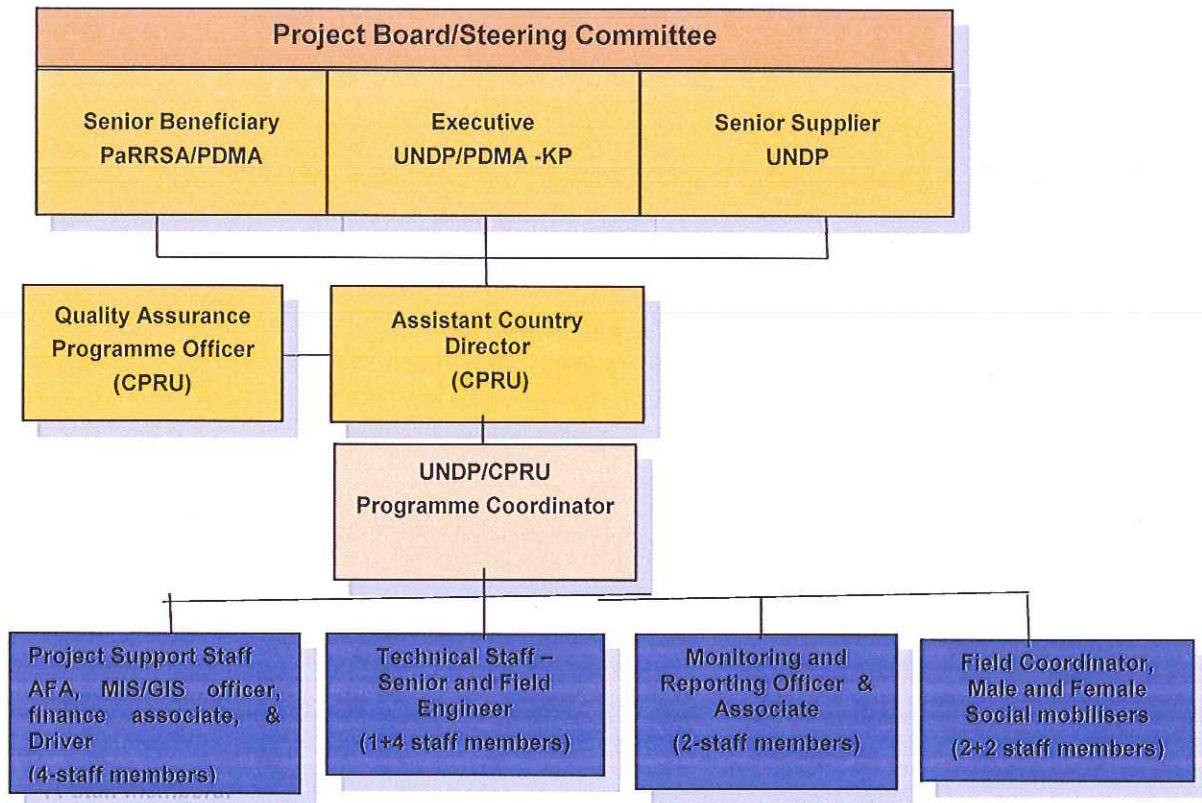 Project Board/Steering Committee
Senior Beneficiary
PaRRSA/PDMA
Executive
UNDP/PDMA -KP
Senior Supplier
UNDP
Quality Assurance
Programme Officer
(CPRU)
Assistant Country
Director
(CPRU)
UNDP/CPRU
Programme Coordinator
Project Support Staff
AFA, MIS/GIS officer,
finance associate, &
Driver
(4-staff members)
Technical Staff –
Senior and Field
Engineer
(1+4 staff members)
Monitoring and
Reporting Officer &
Associate
(2-staff members)
Field Coordinator,
Male and Female
Social mobilisers
(2+2 staff members)